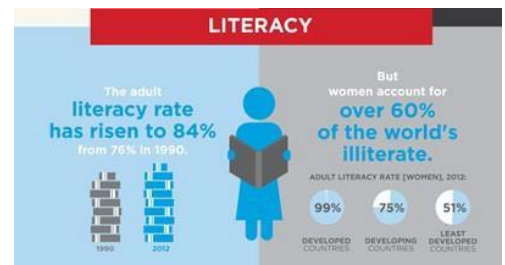 LITERACY
The adult
literacy rate
has risen to 84%
from 76% in 1990.
1990
2012
But
women account for
over 60%
of the world's
illiterate.
ADULT LITERACY RATE (WOMEN), 2012:
99%
75%
51%
DEVELOPED
COUNTRIES
DEVELOPING
COUNTRIES
LEAST
DEVELOPED
COUNTRIES